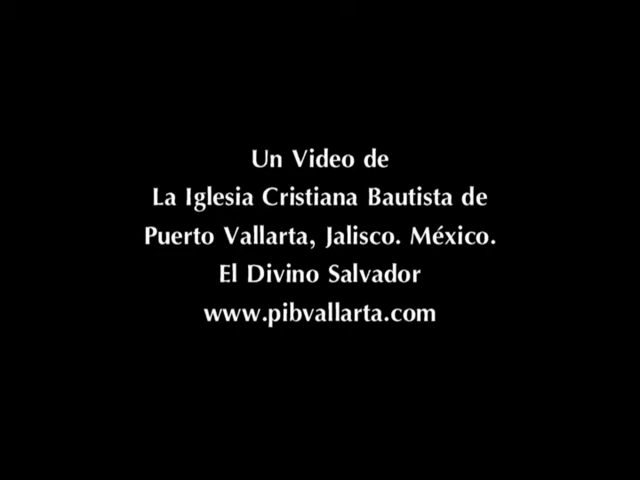 Un Video de
La Iglesia Cristiana Bautista de
Puerto Vallarta, Jalisco. México.
El Divino Salvador
www.pibvallarta.com